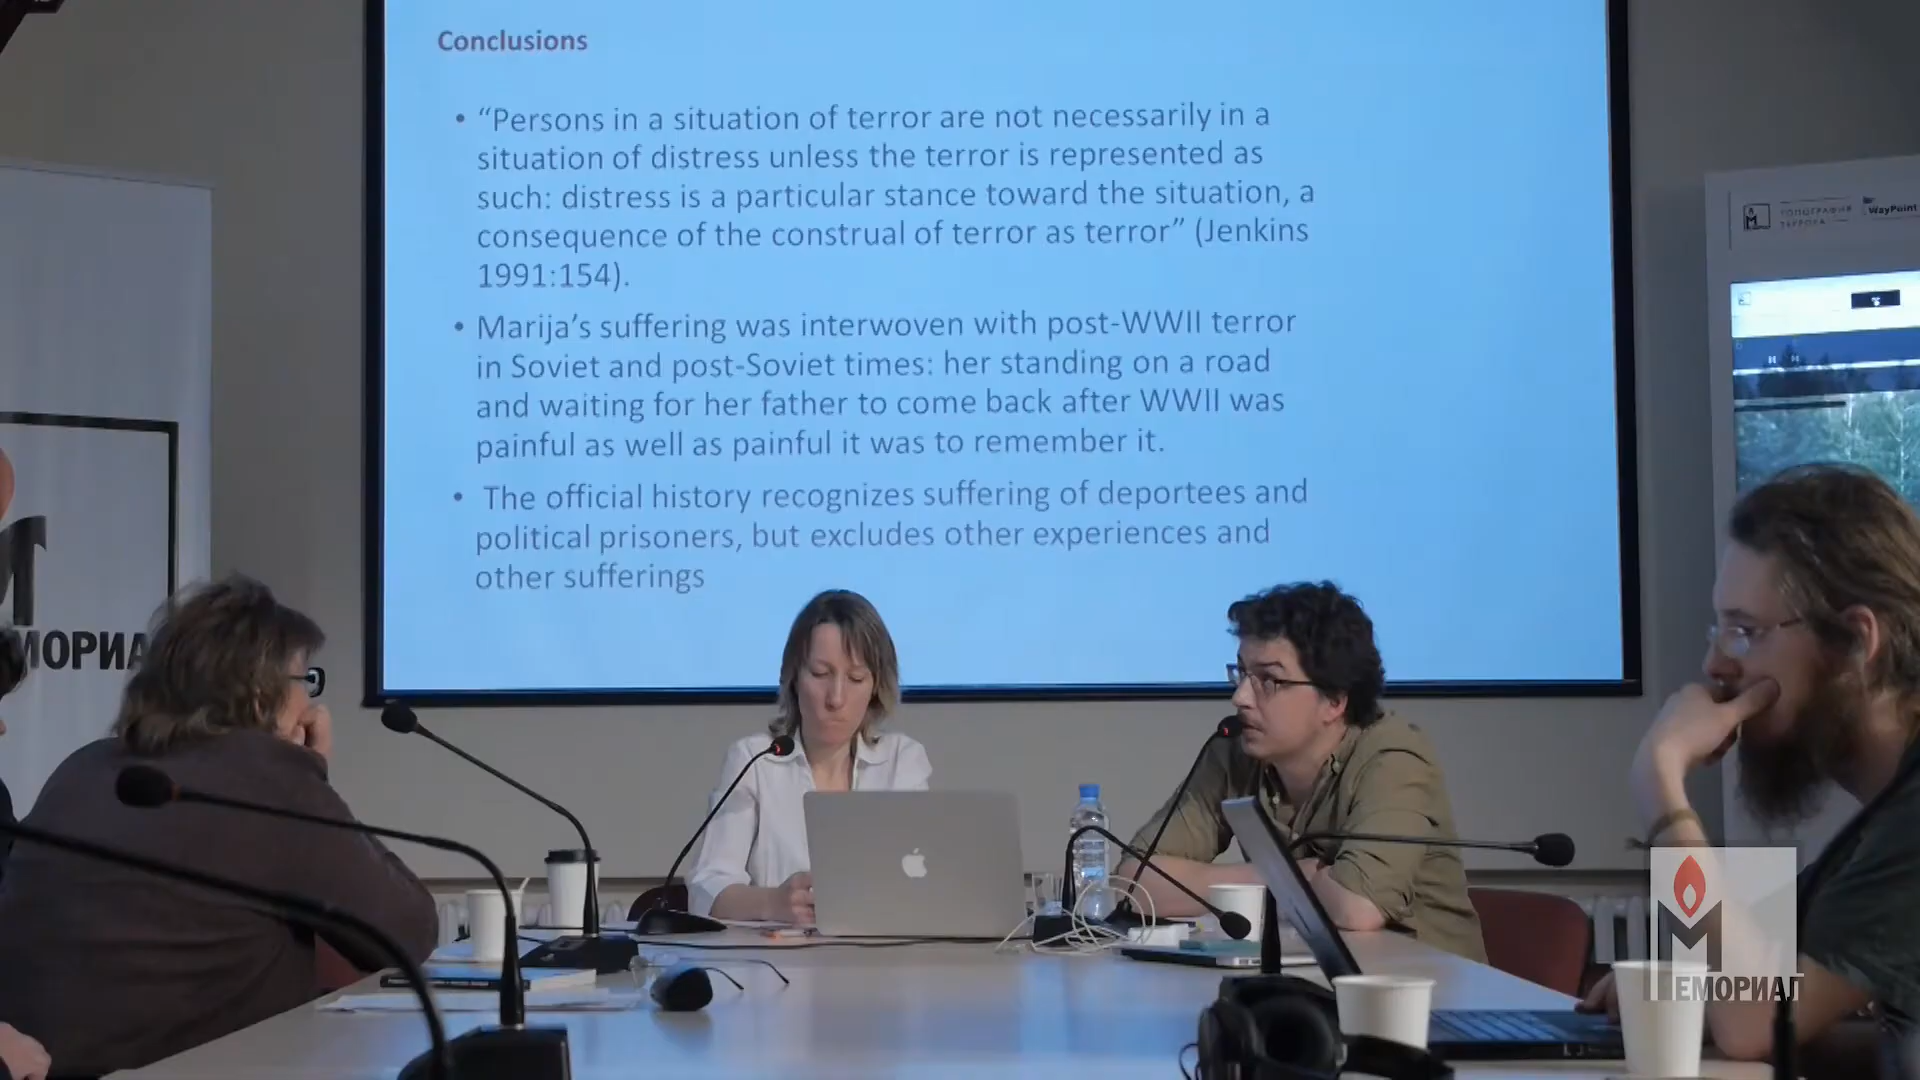 Conclusions
• “Persons in a situation of terror are not necessarily in a
situation of distress unless the terror is represented as
such: distress is a particular stance toward the situation, a
consequence of the construal of terror as terror” (Jenkins
1991:154).
• Marija’s suffering was interwoven with post-WWII terror
in Soviet and post-Soviet times: her standing on a road
and waiting for her father to come back after WWII was
painful as well as painful it was to remember it.
• The official history recognizes suffering of deportees and
political prisoners, but excludes other experiences and
other sufferings
ТОПОГРАФИЯ
ТЕРРОРА
WayPoint
МОРИА
МЕМОРИАЛ